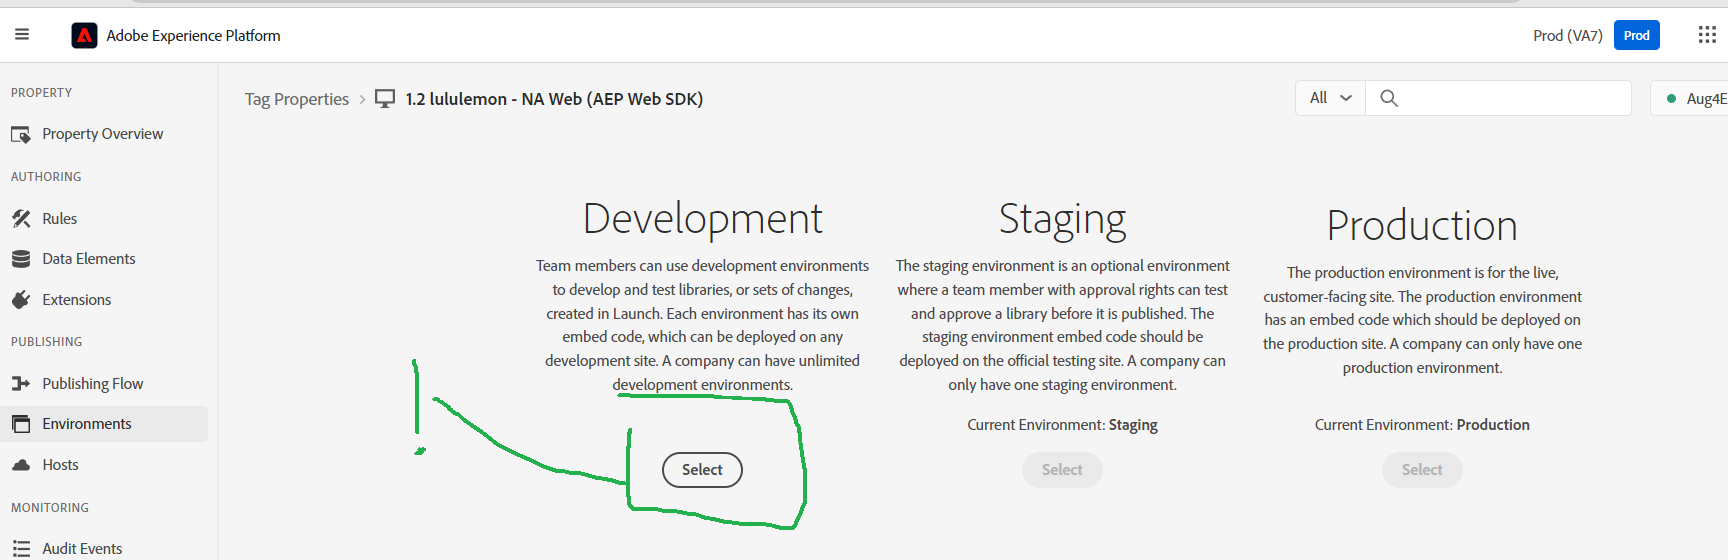 Adobe Experience Platform
Prod (VA7)
Prod
PROPERTY
Property Overview
AUTHORING
Rules
Data Elements
Extensions
PUBLISHING
Publishing Flow
Environments
Hosts
MONITORING
Audit Events
Tag Properties > 1.2 lululemon - NA Web (AEP Web SDK)
All
Aug4E
Development
Team members can use development environments
to develop and test libraries, or sets of changes,
created in Launch. Each environment has its own
embed code, which can be deployed on any
development site. A company can have unlimited
development environments.
Select
Staging
The staging environment is an optional environment
where a team member with approval rights can test
and approve a library before it is published. The
staging environment embed code should be
deployed on the official testing site. A company can
only have one staging environment.
Current Environment: Staging
Select
Production
The production environment is for the live,
customer-facing site. The production environment
has an embed code which should be deployed on
the production site. A company can only have one
production environment.
Current Environment: Production
Select
!